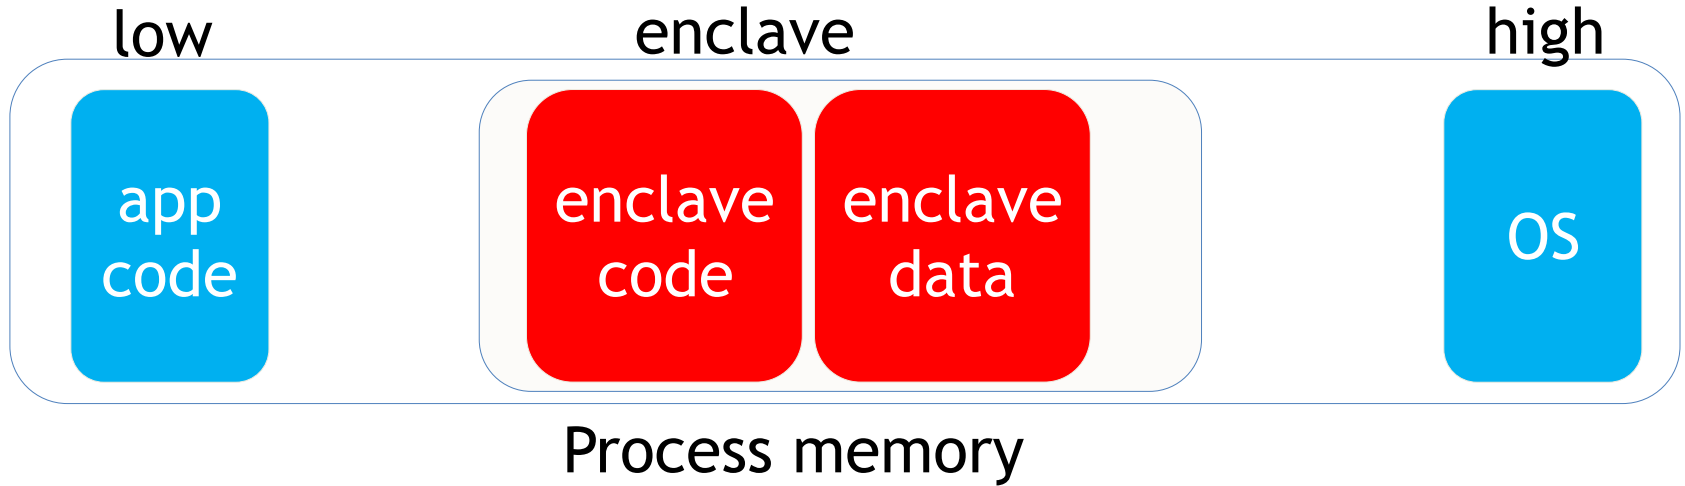 low
enclave
high
app
code
enclave
code
enclave
data
OS
Process memory